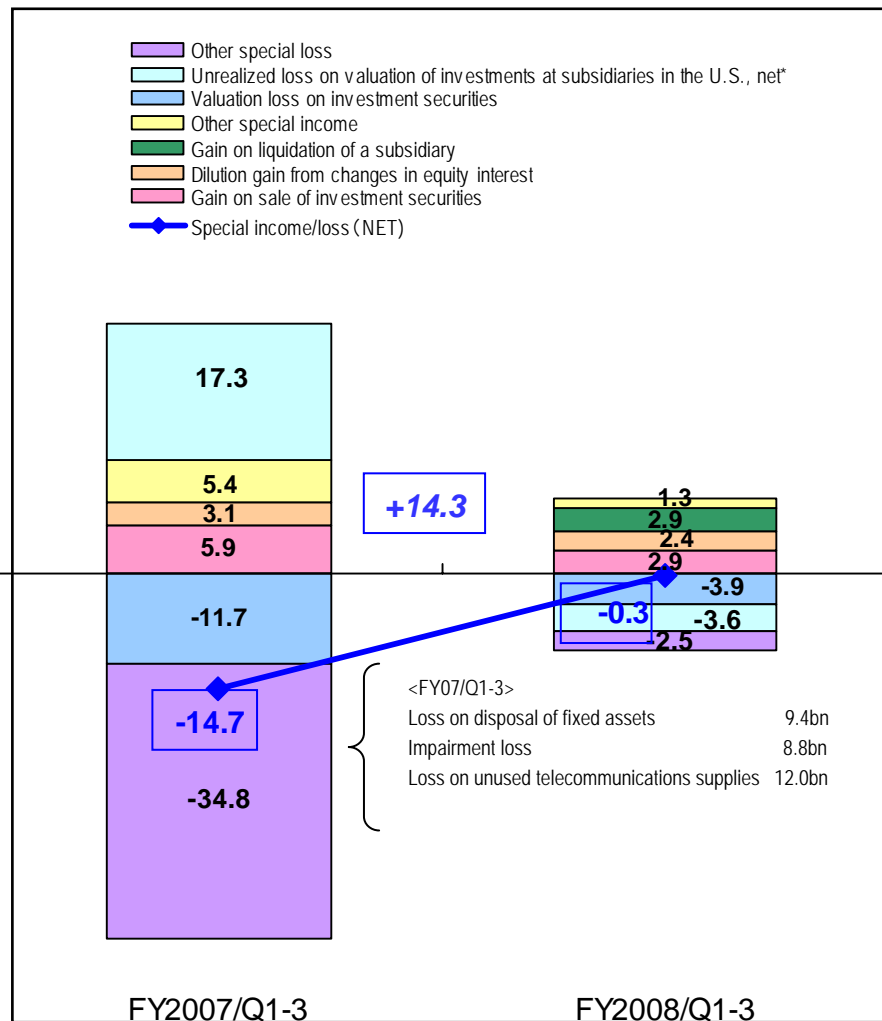 Other special loss
Unrealized loss on valuation of investments at subsidiaries in the U.S., net*
Valuation loss on investment securities
Other special income
Gain on liquidation of a subsidiary
Dilution gain from changes in equity interest
Gain on sale of investment securities
Special income/loss (NET)
17.3
5.4
3.1
5.9
-11.7
-14.7
-34.8
+14.3
1.3
2.9
2.4
2.9
-3.9
-0.3
-3.6
-2.5
<FY07/Q1-3>
Loss on disposal of fixed assets 9.4bn
Impairment loss 8.8bn
Loss on unused telecommunications supplies 12.0bn
FY2007/Q1-3
FY2008/Q1-3